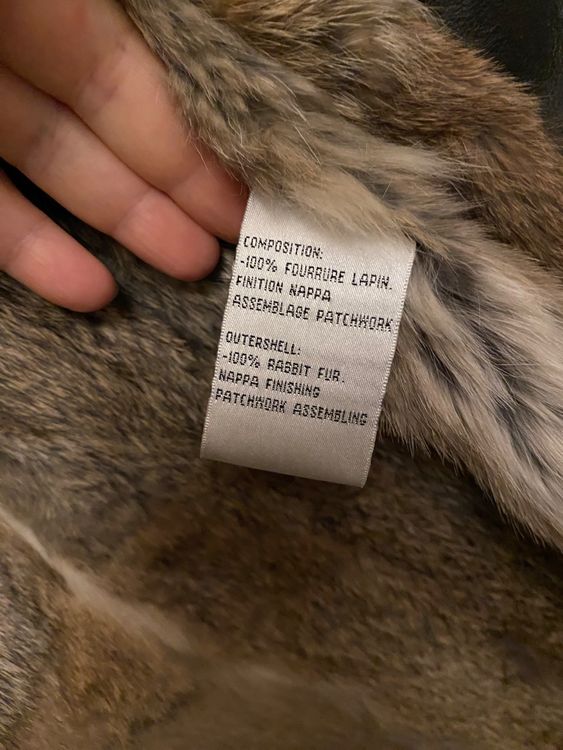 COMPOSITION:
-100% FOURRURE LAPIN.
FINITION NAPPA
ASSEMBLAGE PATCHWORK
OUTERSHELL:
-100% RABBIT FUR.
NAPPA FINISHING
PATCHWORK ASSEMBLING